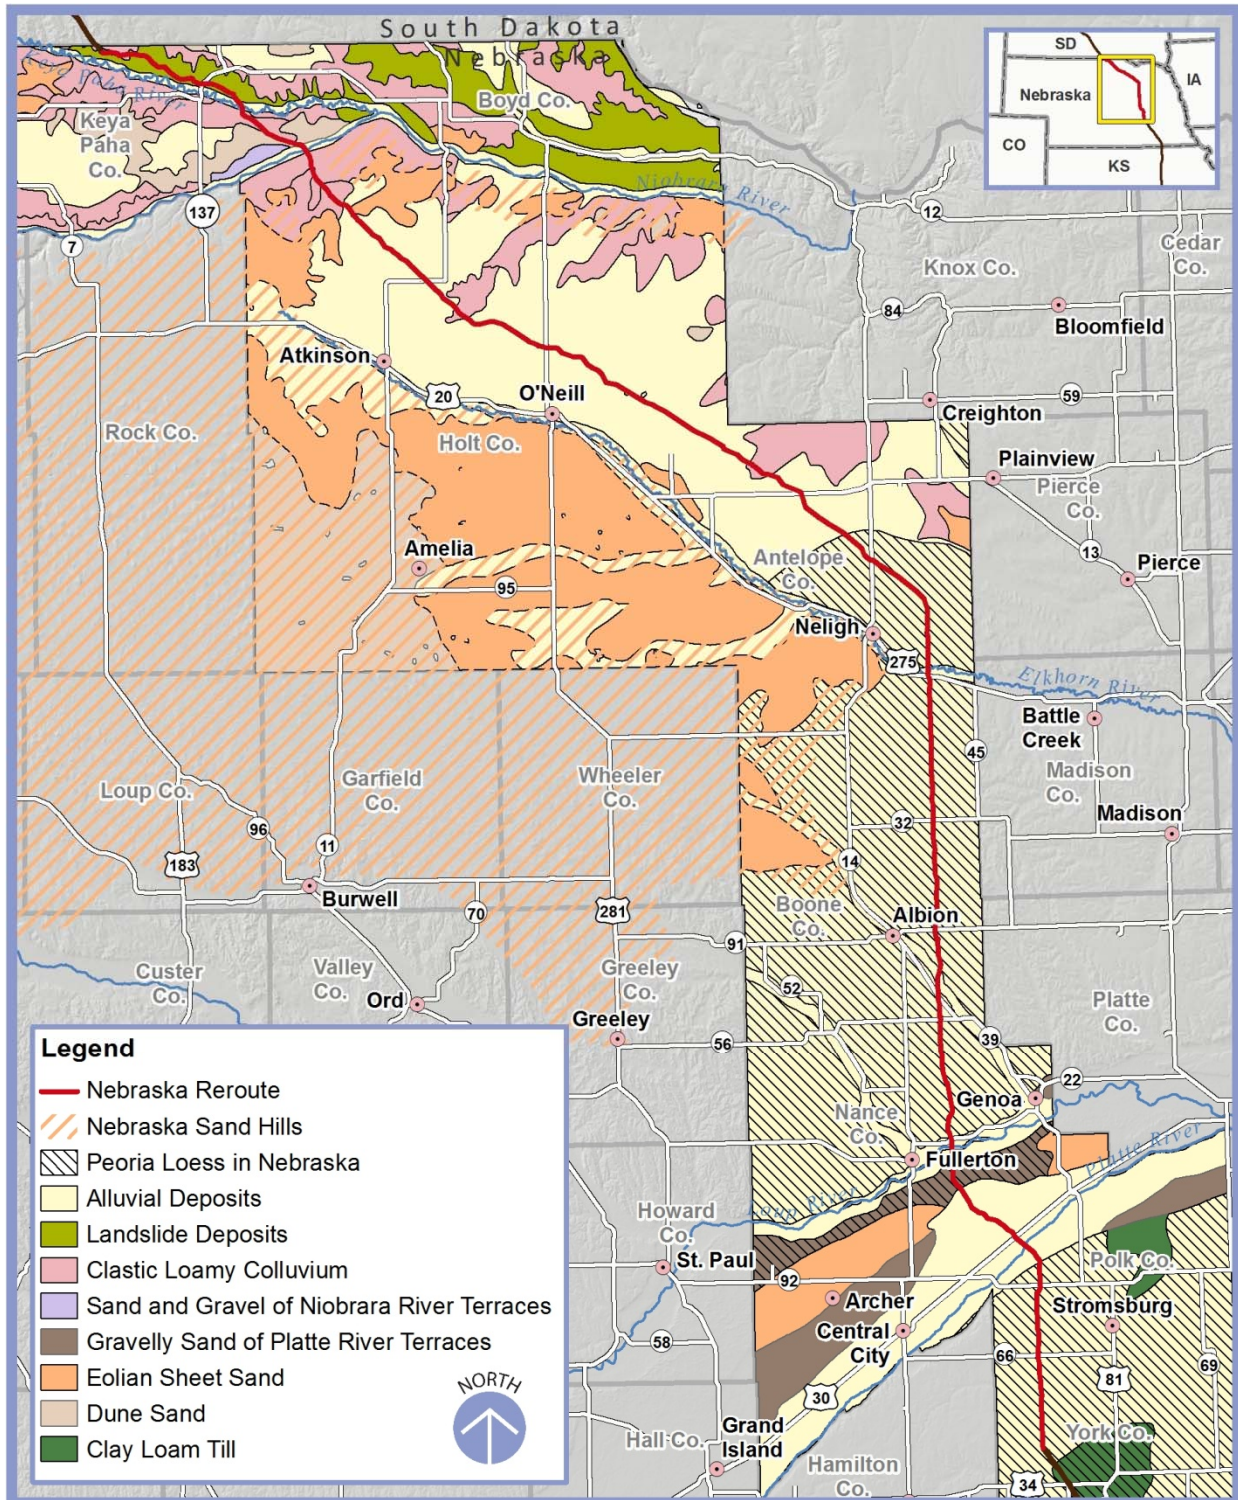 South Dakota
Nebraska
SD
IA
Nebraska
CO
KS
Keya Paha River
Boyd Co.
Keya
Paha
Co.
Niobrara River
137
12
7
Cedar
Co.
Knox Co.
84
Bloomfield
Atkinson
20
O'Neill
59
Creighton
Rock Co.
Holt Co.
Plainview
Pierce
Co.
Amelia
Antelope
Co.
13
Pierce
95
Neligh
275
Elkhorn River
Battle
Creek
45
Madison
Co.
Loup Co.
Garfield
Co.
Wheeler
Co.
Madison
96
11
32
183
14
Burwell
70
281
Boone
Co.
Albion
91
Custer
Co.
Valley
Co.
Greeley
Co.
52
Platte
Co.
Ord
Greeley
56
39
22
Genoa
Nance
Co.
Fullerton
Platte River
Loup River
Howard
Co.
St. Paul
92
Polk Co.
Archer
Stromsburg
Central
City
58
66
69
81
30
Grand
Island
Hall Co.
York Co.
Hamilton
Co.
34
Legend
Nebraska Reroute
Nebraska Sand Hills
Peoria Loess in Nebraska
Alluvial Deposits
Landslide Deposits
Clastic Loamy Colluvium
Sand and Gravel of Niobrara River Terraces
Gravelly Sand of Platte River Terraces
Eolian Sheet Sand
Dune Sand
Clay Loam Till
NORTH